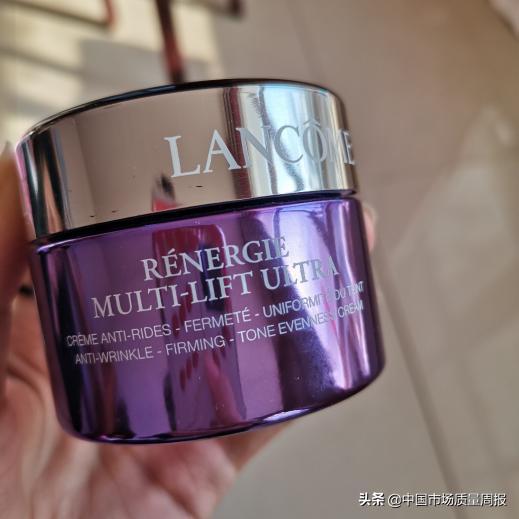 LANCÔME
RÉNERGIE
MULTI-LIFT ULTRA
CRÈME ANTI-RIDES - FERMETÉ - UNIFORMITÉ DU TEINT
ANTI-WRINKLE - FIRMING - TONE EVENNESS CREAM
头条 @中国市场质量周报